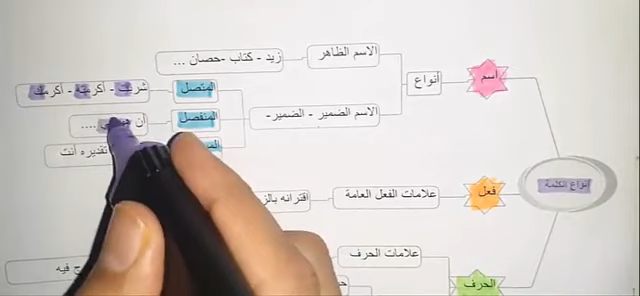 أنواع الكلمة
اسم
أنواع
الاسم الظاهر
زيد - كتاب -حصان ...
الاسم الضمير - الضمير-
المتصل
شربت - أكرمته - أكرمك
المنفصل
أن ....
تقديره أنت
فعل
علامات الفعل العامة
اقترانه
الحرف
علامات الحرف
فيه